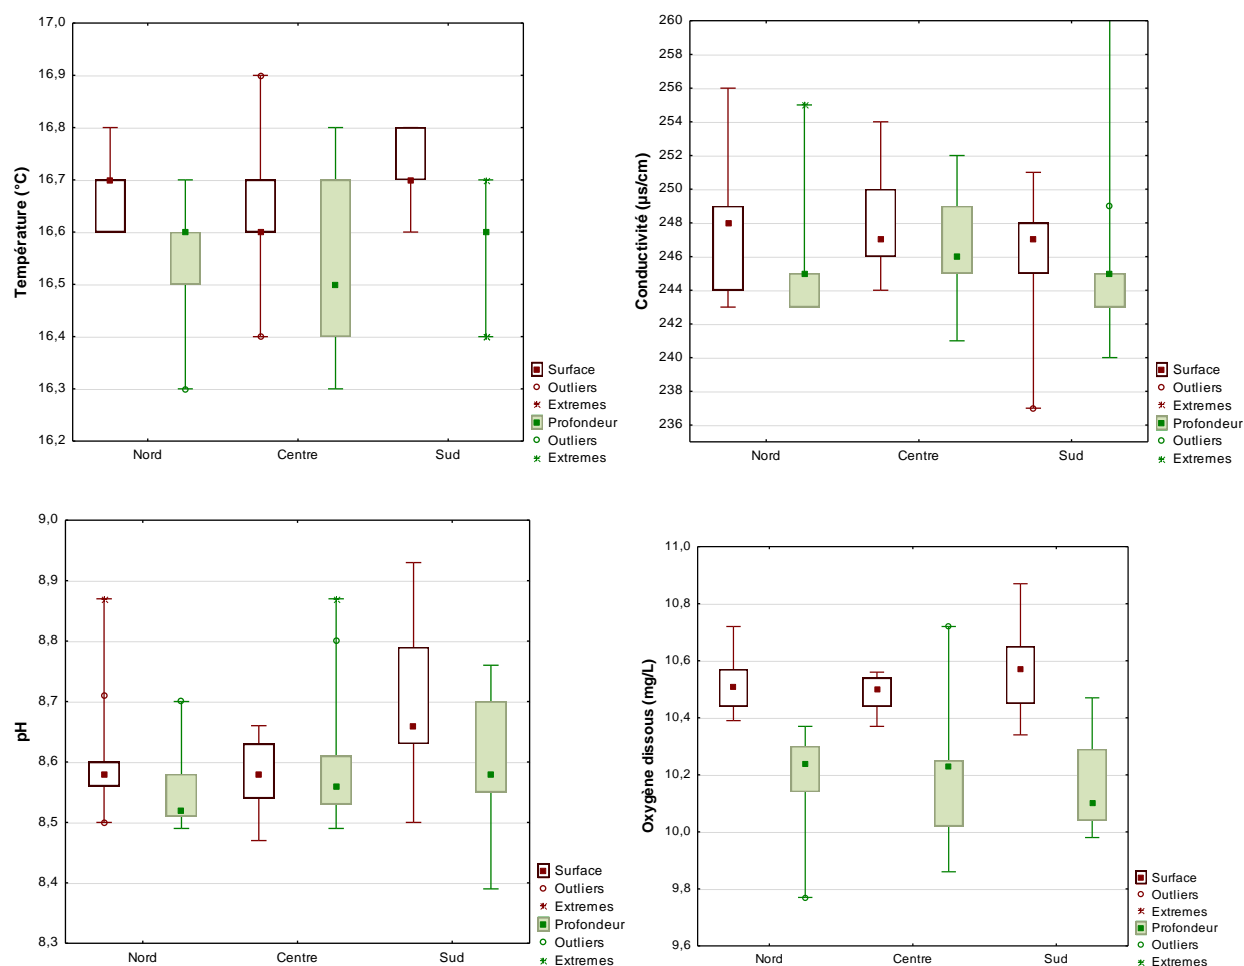 Température (°C)
17,0
16,9
16,8
16,7
16,6
16,5
16,4
16,3
16,2
Nord Centre Sud
Surface
Outliers
Extremes
Profondeur
Outliers
Extremes
Conductivité (µs/cm)
260
258
256
254
252
250
248
246
244
242
240
238
236
Nord Centre Sud
Surface
Outliers
Extremes
Profondeur
Outliers
Extremes
pH
9,0
8,9
8,8
8,7
8,6
8,5
8,4
8,3
Nord Centre Sud
Surface
Outliers
Extremes
Profondeur
Outliers
Extremes
Oxygène dissous (mg/L)
11,0
10,8
10,6
10,4
10,2
10,0
9,8
9,6
Nord Centre Sud
Surface
Outliers
Extremes
Profondeur
Outliers
Extremes